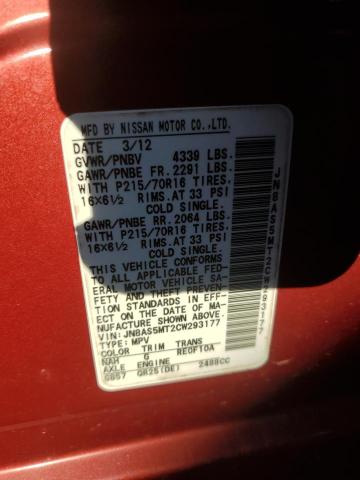 MFD BY NISSAN MOTOR CO.,LTD.
DATE 3/12
GVWR/PNBV 4339 LBS.
GAWR/PNBE FR. 2291 LBS.
WITH P215/70R16 TIRES,
16X6½ RIMS.AT 33 PSI
COLD SINGLE.
GAWR/PNBE RR. 2064 LBS.
WITH P215/70R16 TIRES,
16X6½ RIMS.AT 33 PSI
COLD SINGLE.
THIS VEHICLE CONFORMS
TO ALL APPLICABLE FED-
ERAL MOTOR VEHICLE SA-
FETY AND THEFT PREVEN-
TION STANDARDS IN EFF-
ECT ON THE DATE OF MA-
NUFACTURE SHOWN ABOVE.
VIN:JN8AS5MT2CW293177
TYPE:MPV
COLOR TRIM TRANS
NAH G RE0F10A
AXLE ENGINE 2488CC
GB57 QR25(DE)
JN8AS5MT2CW293177